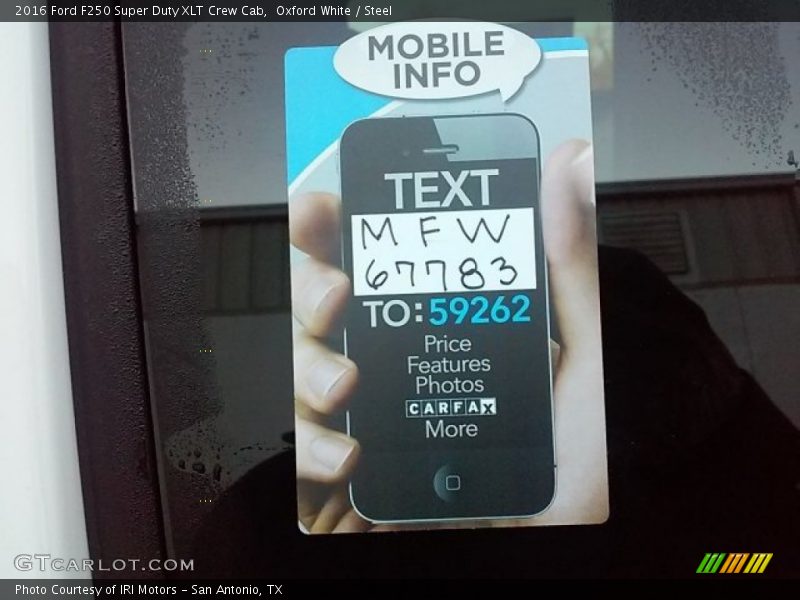 2016 Ford F250 Super Duty XLT Crew Cab,  Oxford White / Steel
MOBILE
INFO
TEXT
MFW
67783
TO:59262
Price
Features
Photos
CARFAX
More
GTCARLOT.COM
Photo Courtesy of IRI Motors – San Antonio, TX